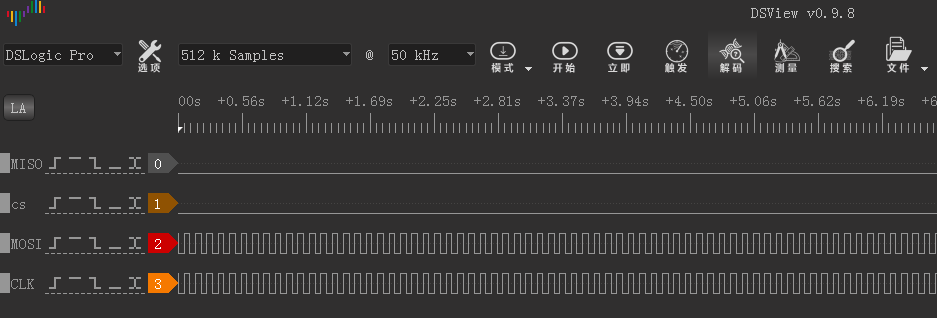 DSView v0.9.8
DSLogic Pro 选项 512 k Samples @ 50 kHz 模式 开始 立即 触发 解码 测量 搜索 文件
LA 00s +0.56s +1.12s +1.69s +2.25s +2.81s +3.37s +3.94s +4.50s +5.06s +5.62s +6.19s +6
MISO 0
cs 1
MOSI 2
CLK 3